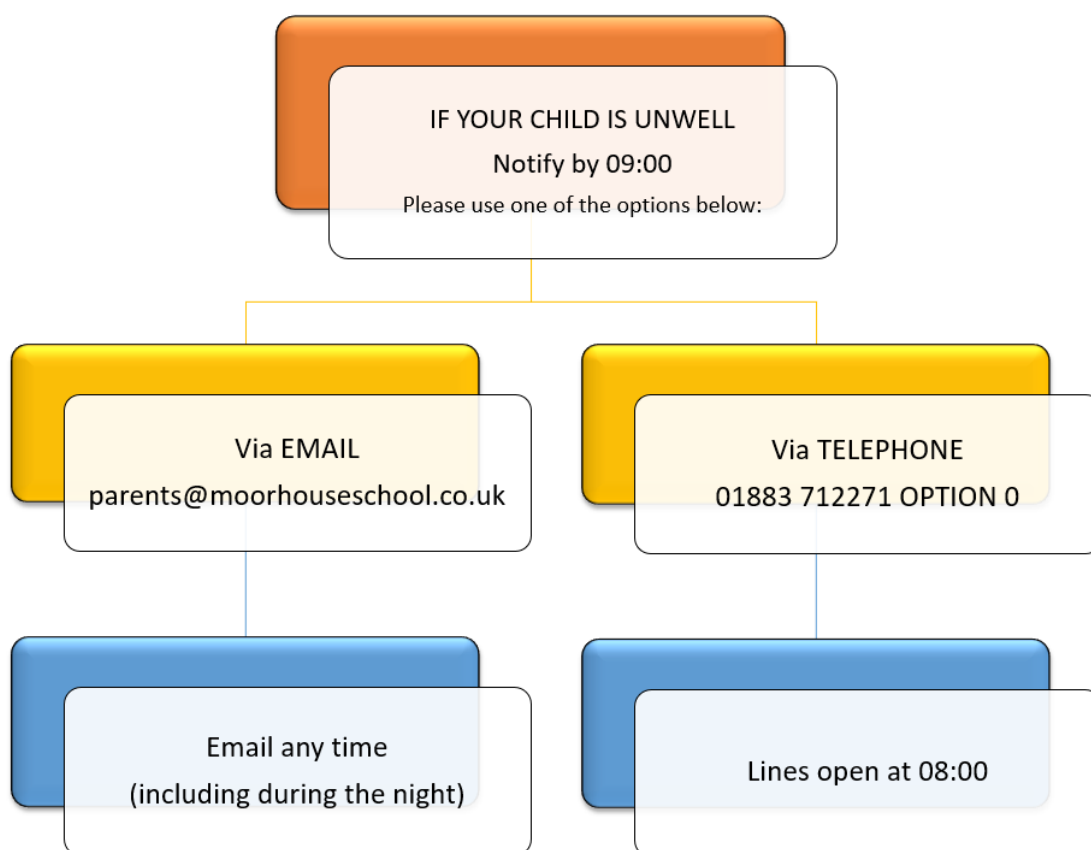 IF YOUR CHILD IS UNWELL
Notify by 09:00
Please use one of the options below:
Via EMAIL
parents@moorhouseschool.co.uk
Via TELEPHONE
01883 712271 OPTION 0
Email any time
(including during the night)
Lines open at 08:00